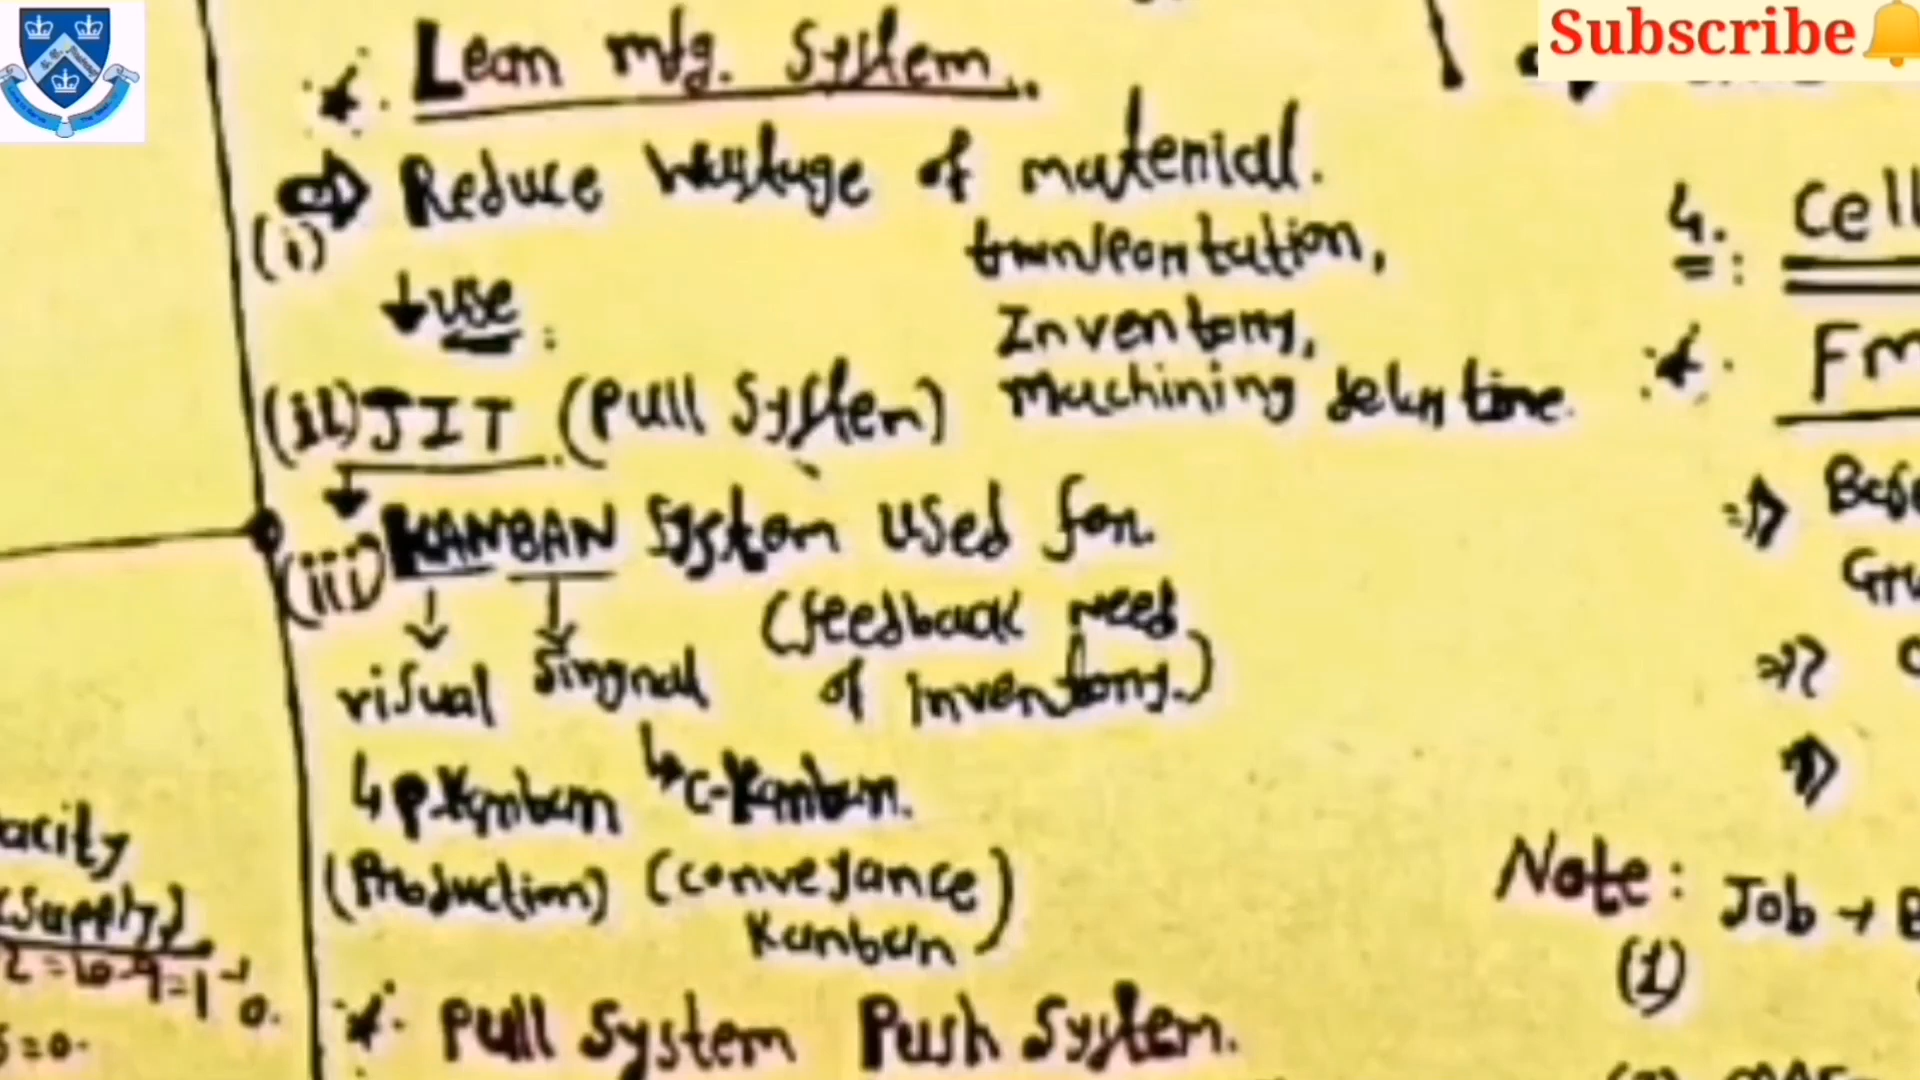 Subscribe
Lean mfg. System.
Reduce wastage of material.
transportation,
(i)
use:
Inventory,
machining delay time.
(ii) JIT (Pull System)
(iii) KANBAN System used for
(feedback need
of inventory.)
visual Singnal
P Kanban C-Kanban.
(Production) (conveyance
Kanban)
Pull System Push System.
acity
(Supply)
4. Cell
Fm
Note: Job → B
(1)